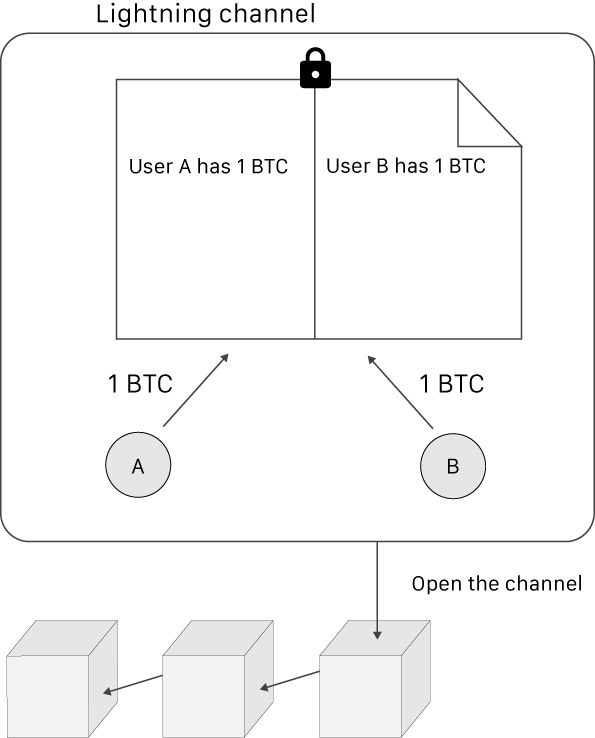 Lightning channel
User A has 1 BTC
User B has 1 BTC
1 BTC
1 BTC
A
B
Open the channel